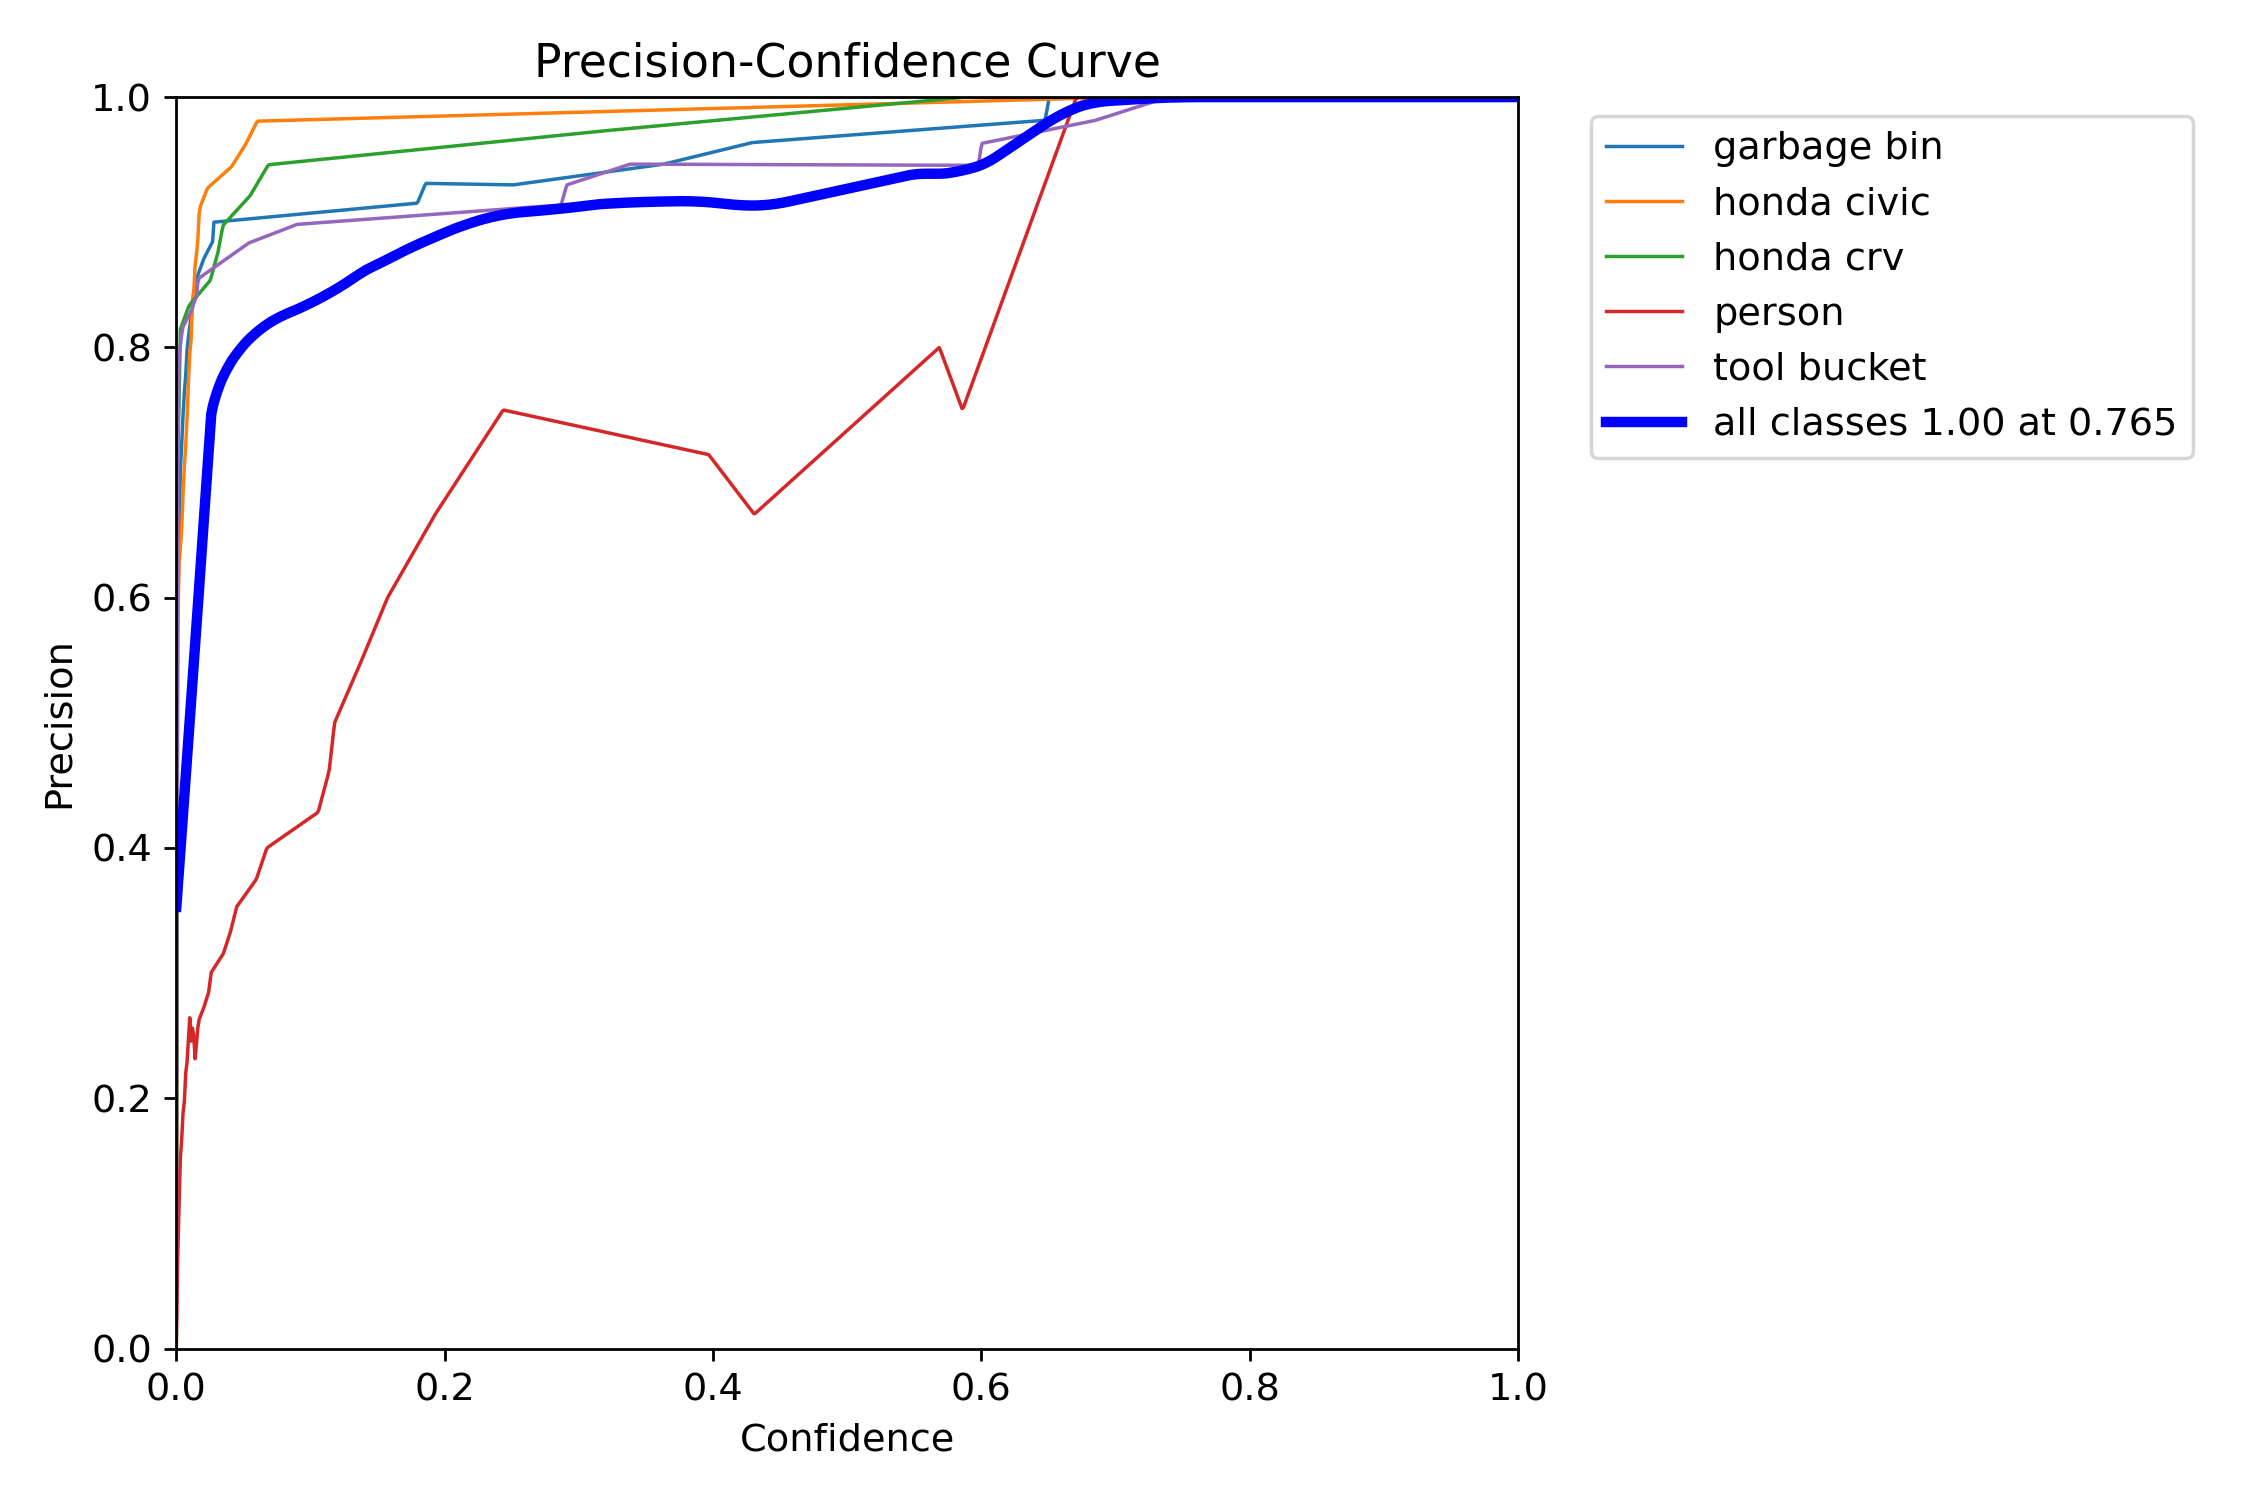 Precision-Confidence Curve
1.0
0.8
0.6
0.4
0.2
0.0
Precision
0.0 0.2 0.4 0.6 0.8 1.0
Confidence
garbage bin
honda civic
honda crv
person
tool bucket
all classes 1.00 at 0.765